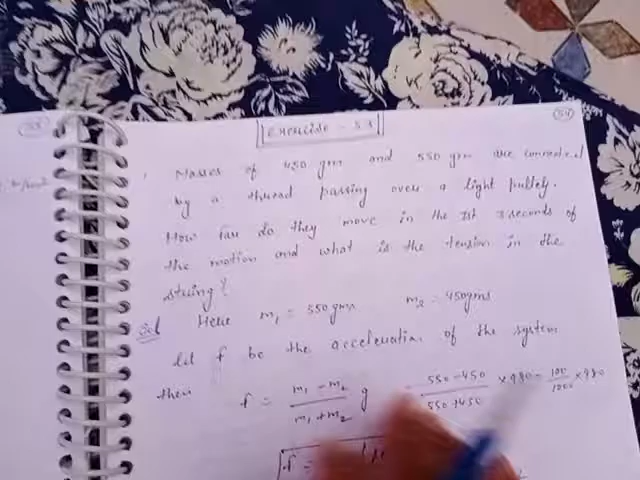 Exercise - 5.3
54
Masses of 450 gm and 550 gm are connected
by a thread passing over a light pulley.
How far do they move in the 1st 3 seconds of
the motion and what is the tension in the
string?
Sol Here m₁ = 550 gms m₂ = 450 gms
let f be the acceleration of the system
then f = (m₁ - m₂)/(m₁ + m₂) g = (550-450)/(550+450) × 980 = 100/1000 × 980
f =